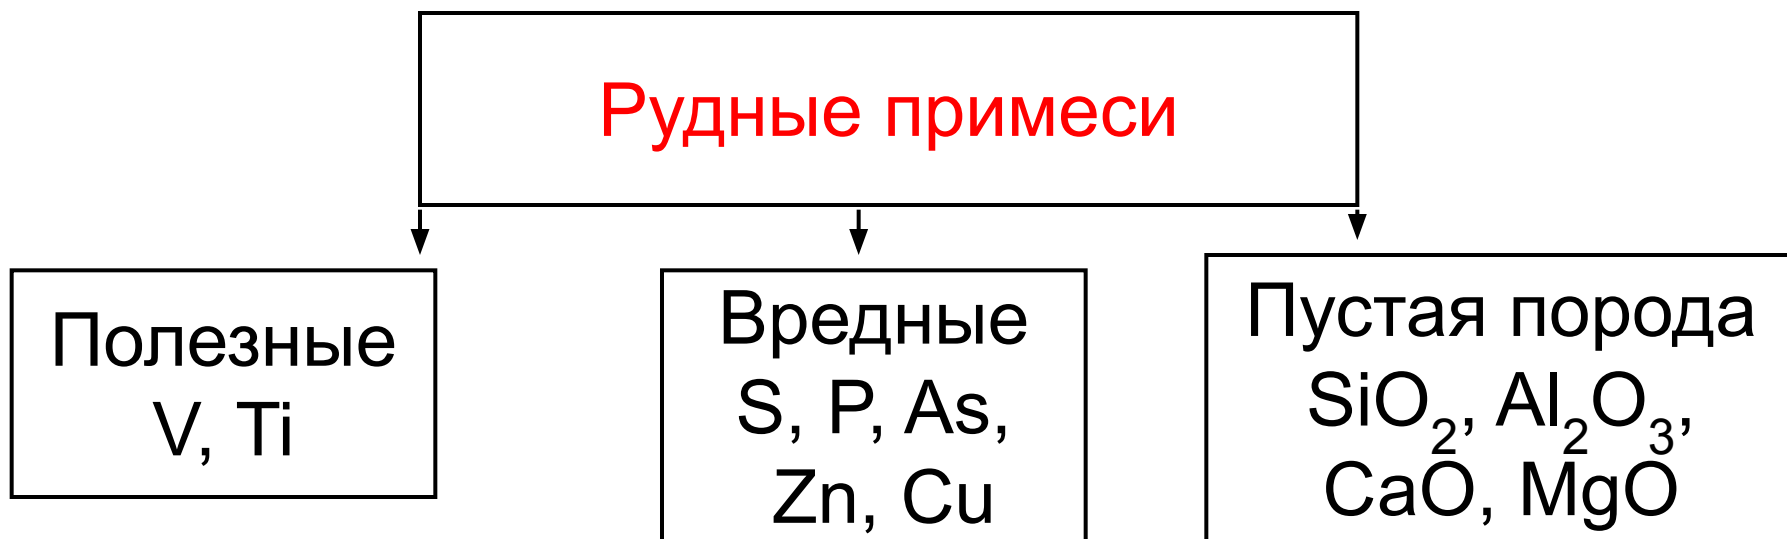 Рудные примеси
Полезные
V, Ti
Вредные
S, P, As,
Zn, Cu
Пустая порода
SiO₂, Al₂O₃,
CaO, MgO